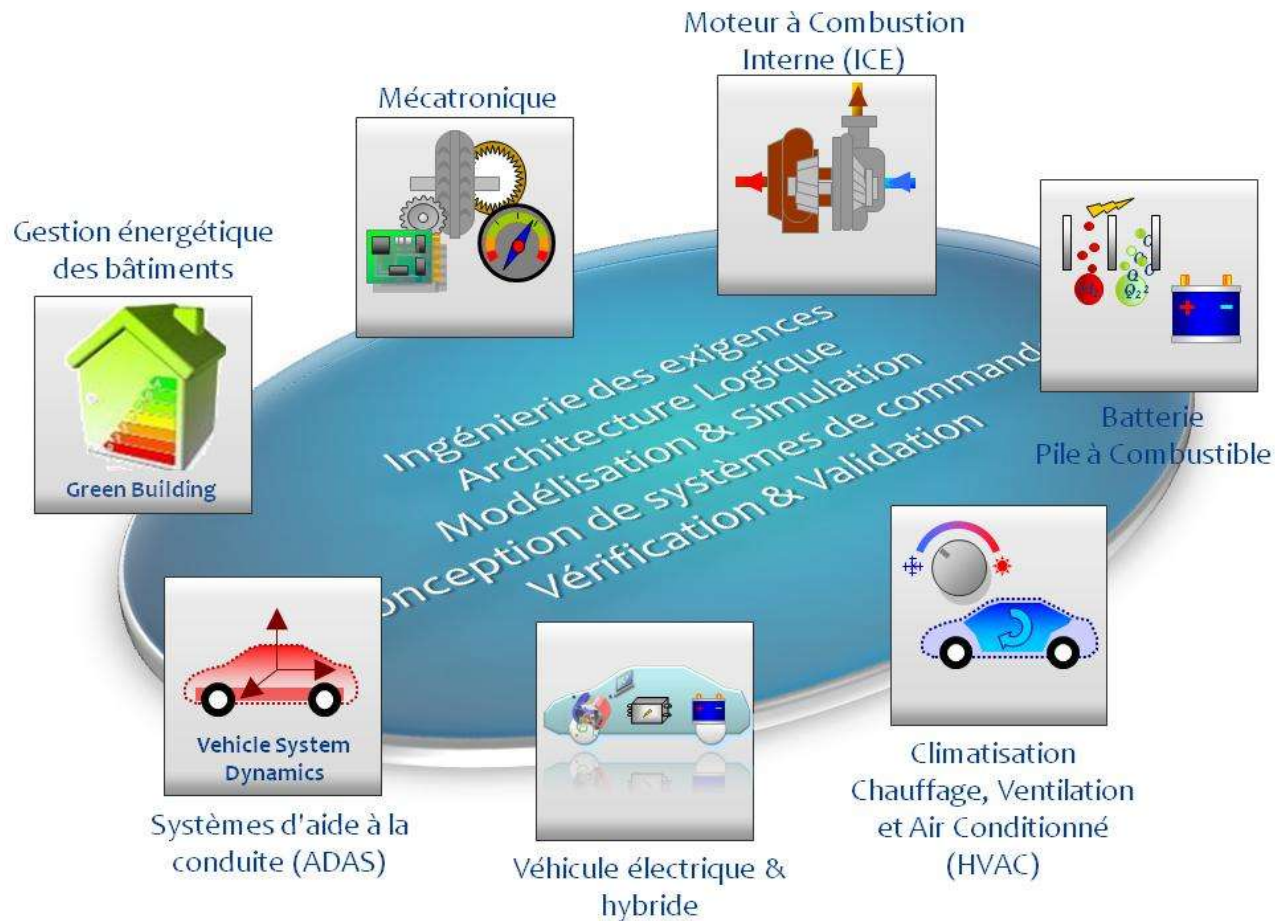 Moteur à Combustion
Interne (ICE)
Mécatronique
Gestion énergétique
des bâtiments
Green Building
Batterie
Pile à Combustible
Ingénierie des exigences
Architecture Logique
Modélisation & Simulation
onception de systèmes de command
Vérification & Validation
Vehicle System
Dynamics
Systèmes d'aide à la
conduite (ADAS)
Véhicule électrique &
hybride
Climatisation
Chauffage, Ventilation
et Air Conditionné
(HVAC)